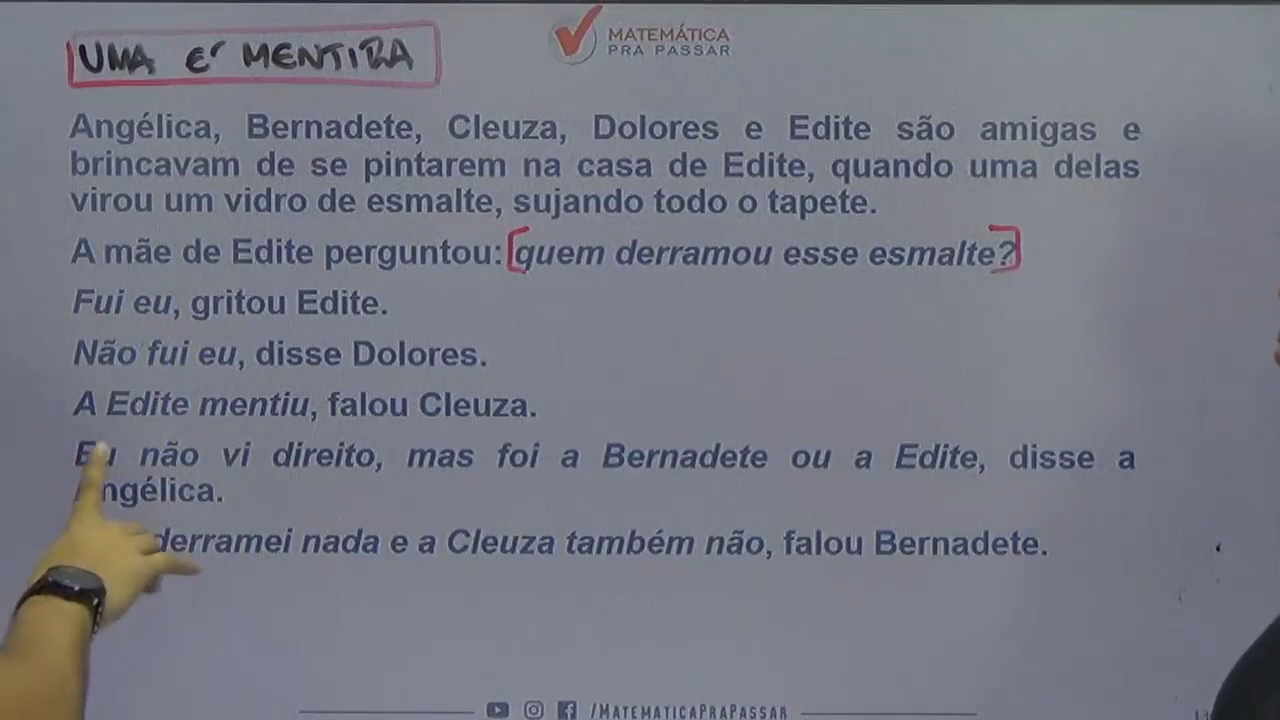 UMA É MENTIRA
MATEMÁTICA
PRA PASSAR
Angélica, Bernadete, Cleuza, Dolores e Edite são amigas e
brincavam de se pintarem na casa de Edite, quando uma delas
virou um vidro de esmalte, sujando todo o tapete.
A mãe de Edite perguntou: quem derramou esse esmalte?
Fui eu, gritou Edite.
Não fui eu, disse Dolores.
A Edite mentiu, falou Cleuza.
Eu não vi direito, mas foi a Bernadete ou a Edite, disse a
Angélica.
derramei nada e a Cleuza também não, falou Bernadete.
/MATEMATICAPRAPASSAR